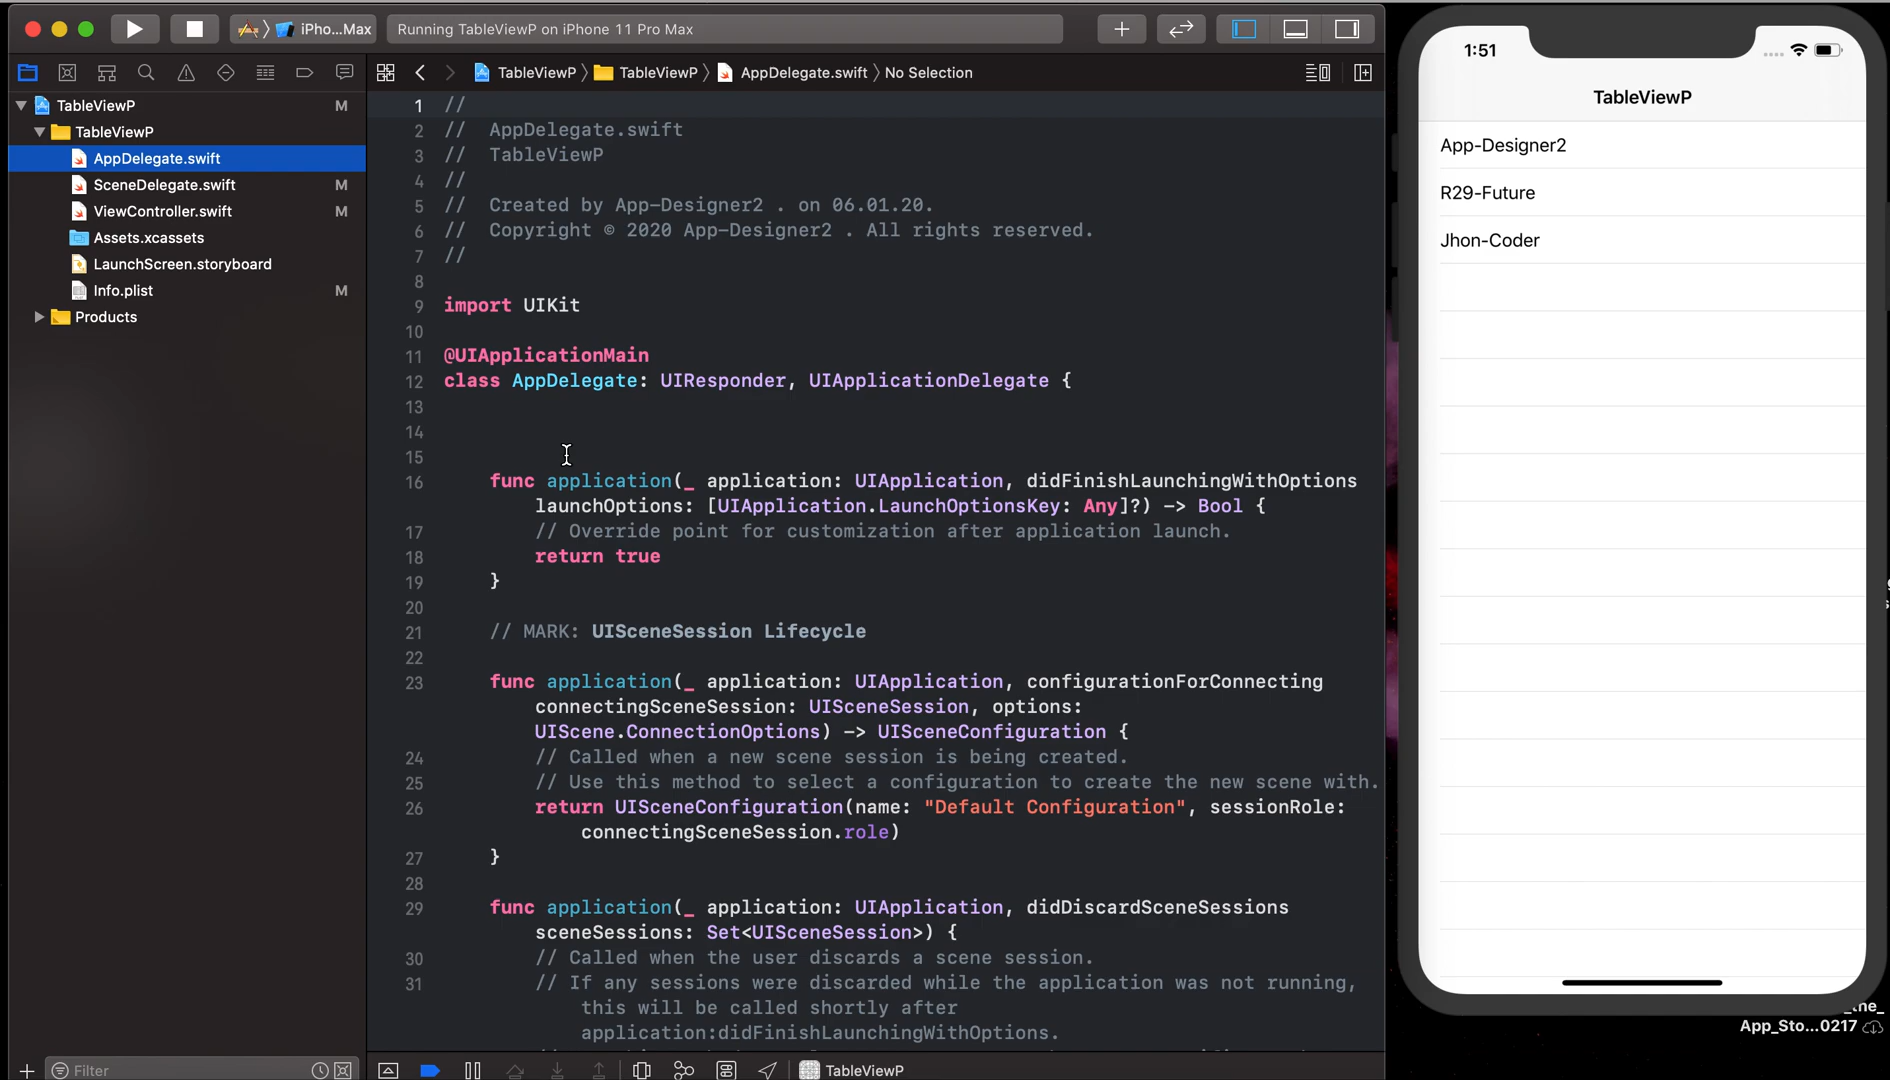 iPho...Max
Running TableViewP on iPhone 11 Pro Max
TableViewP
TableViewP
AppDelegate.swift
No Selection
TableViewP M
TableViewP
AppDelegate.swift
SceneDelegate.swift M
ViewController.swift M
Assets.xcassets
LaunchScreen.storyboard
Info.plist M
Products
Filter
1 //
2 // AppDelegate.swift
3 // TableViewP
4 //
5 // Created by App-Designer2 . on 06.01.20.
6 // Copyright © 2020 App-Designer2 . All rights reserved.
7 //
8
9 import UIKit
10
11 @UIApplicationMain
12 class AppDelegate: UIResponder, UIApplicationDelegate {
13
14
15
16 func application(_ application: UIApplication, didFinishLaunchingWithOptions
launchOptions: [UIApplication.LaunchOptionsKey: Any]?) -> Bool {
17 // Override point for customization after application launch.
18 return true
19 }
20
21 // MARK: UISceneSession Lifecycle
22
23 func application(_ application: UIApplication, configurationForConnecting
connectingSceneSession: UISceneSession, options:
UIScene.ConnectionOptions) -> UISceneConfiguration {
24 // Called when a new scene session is being created.
25 // Use this method to select a configuration to create the new scene with.
26 return UISceneConfiguration(name: "Default Configuration", sessionRole:
connectingSceneSession.role)
27 }
28
29 func application(_ application: UIApplication, didDiscardSceneSessions
sceneSessions: Set<UISceneSession>) {
30 // Called when the user discards a scene session.
31 // If any sessions were discarded while the application was not running,
this will be called shortly after
application:didFinishLaunchingWithOptions.
TableViewP
1:51
TableViewP
App-Designer2
R29-Future
Jhon-Coder
_the_
App_Sto...0217